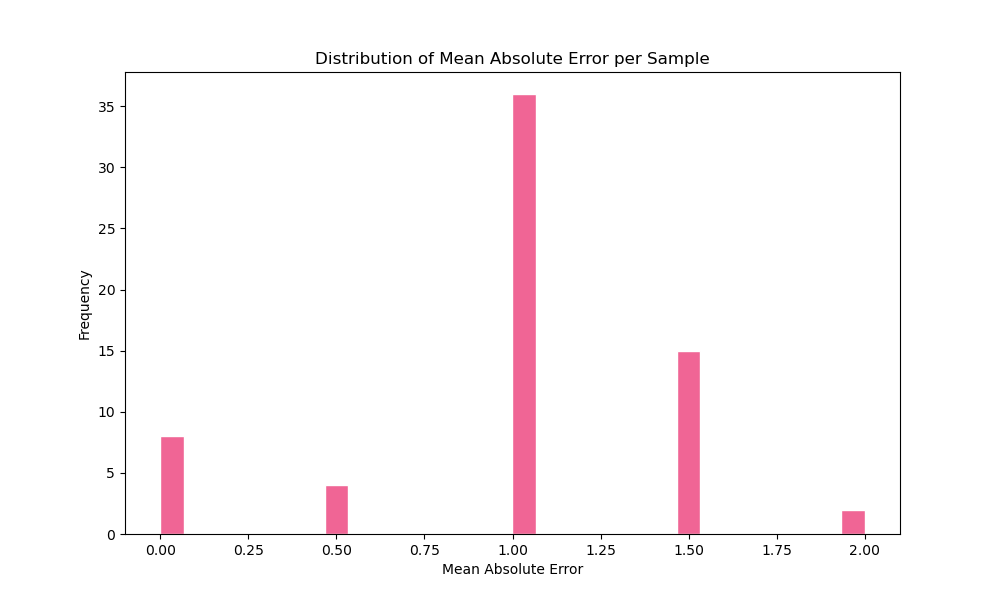 Distribution of Mean Absolute Error per Sample
Frequency
35
30
25
20
15
10
5
0
0.00 0.25 0.50 0.75 1.00 1.25 1.50 1.75 2.00
Mean Absolute Error